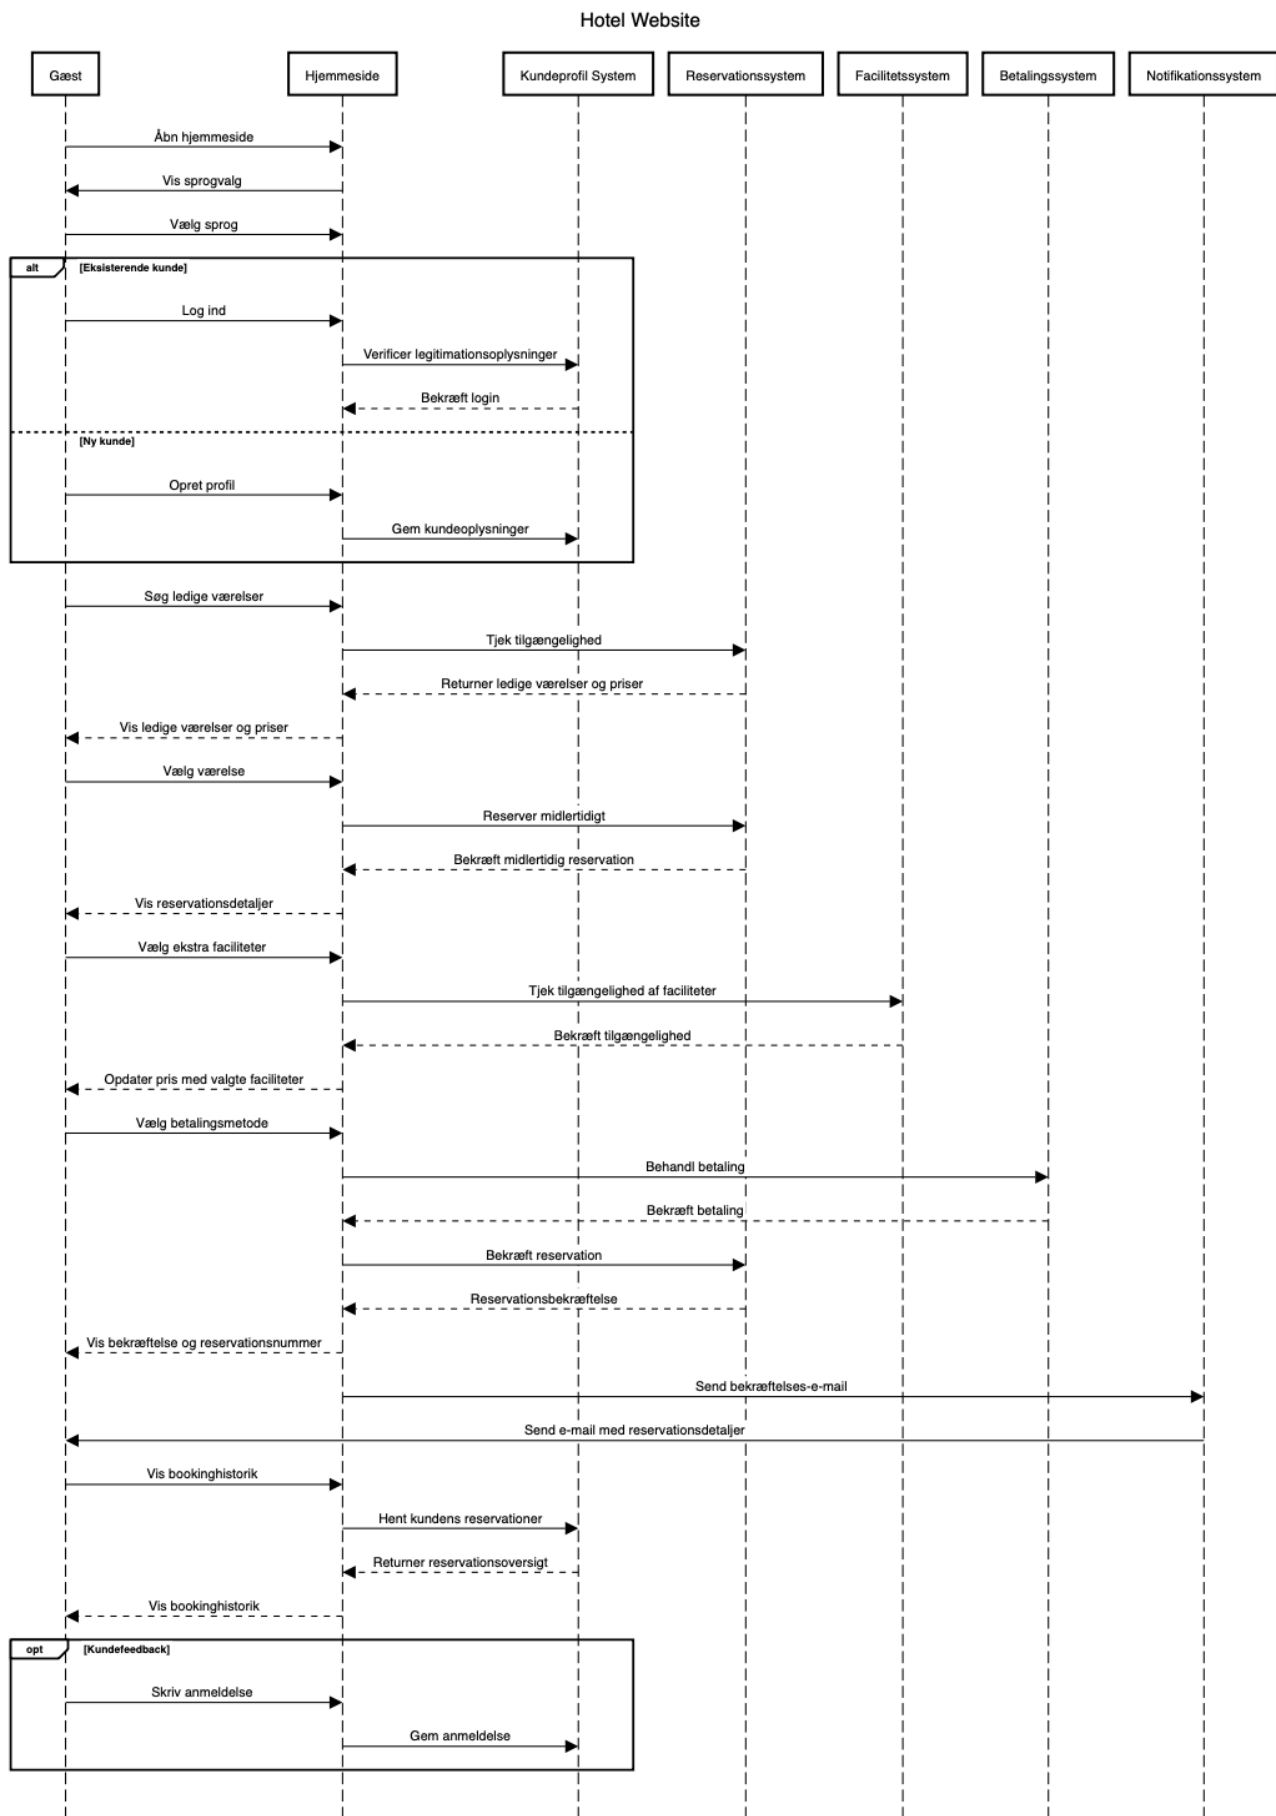 Hotel Website
Gæst
Hjemmeside
Kundeprofil System
Reservationssystem
Facilitetssystem
Betalingssystem
Notifikationssystem
Åbn hjemmeside
Vis sprogvalg
Vælg sprog
alt
[Eksisterende kunde]
Log ind
Verificer legitimationsoplysninger
Bekræft login
[Ny kunde]
Opret profil
Gem kundeoplysninger
Søg ledige værelser
Tjek tilgængelighed
Returner ledige værelser og priser
Vis ledige værelser og priser
Vælg værelse
Reserver midlertidigt
Bekræft midlertidig reservation
Vis reservationsdetaljer
Vælg ekstra faciliteter
Tjek tilgængelighed af faciliteter
Bekræft tilgængelighed
Opdater pris med valgte faciliteter
Vælg betalingsmetode
Behandl betaling
Bekræft betaling
Bekræft reservation
Reservationsbekræftelse
Vis bekræftelse og reservationsnummer
Send bekræftelses-e-mail
Send e-mail med reservationsdetaljer
Vis bookinghistorik
Hent kundens reservationer
Returner reservationsoversigt
Vis bookinghistorik
opt
[Kundefeedback]
Skriv anmeldelse
Gem anmeldelse